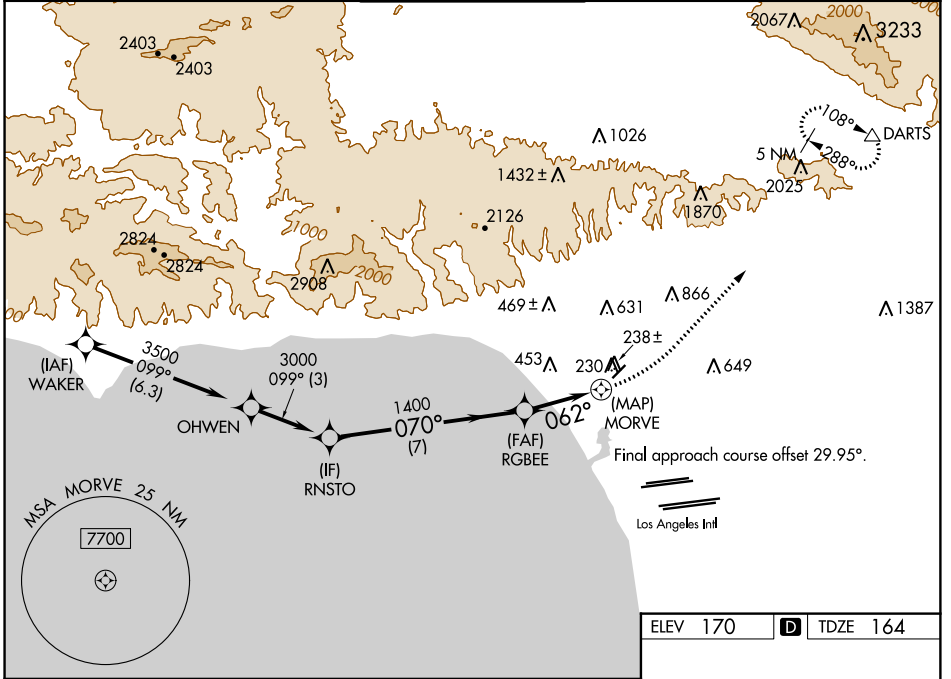 2067
2000
3233
2403
2403
108°
DARTS
1026
5 NM
288°
1432 ±
2025
1870
2126
1000
2824
2824
2908
2000
469 ±
631
866
1387
238 ±
453
230
649
(IAF)
WAKER
3500
099°
(6.3)
3000
099° (3)
OHWEN
1400
070°
(7)
062°
(MAP)
MORVE
(FAF)
RGBEE
(IF)
RNSTO
Final approach course offset 29.95°.
MSA MORVE 25 NM
7700
Los Angeles Intl
ELEV 170 D TDZE 164